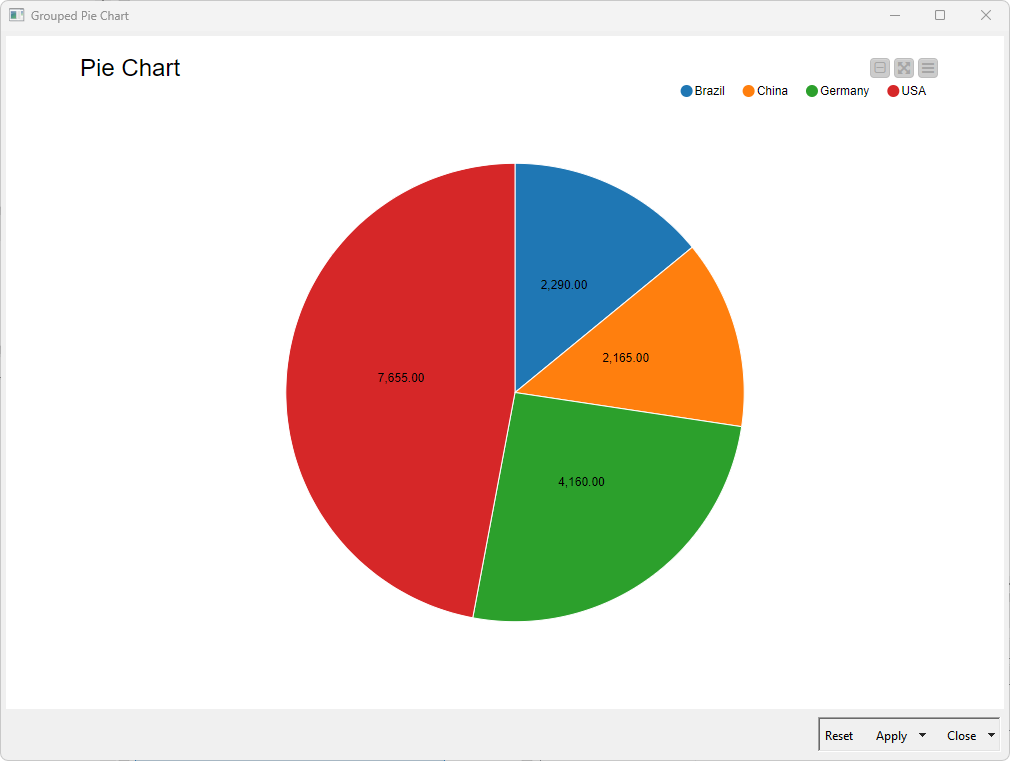 Grouped Pie Chart
Pie Chart
Brazil China Germany USA
2,290.00
2,165.00
7,655.00
4,160.00
Reset Apply Close